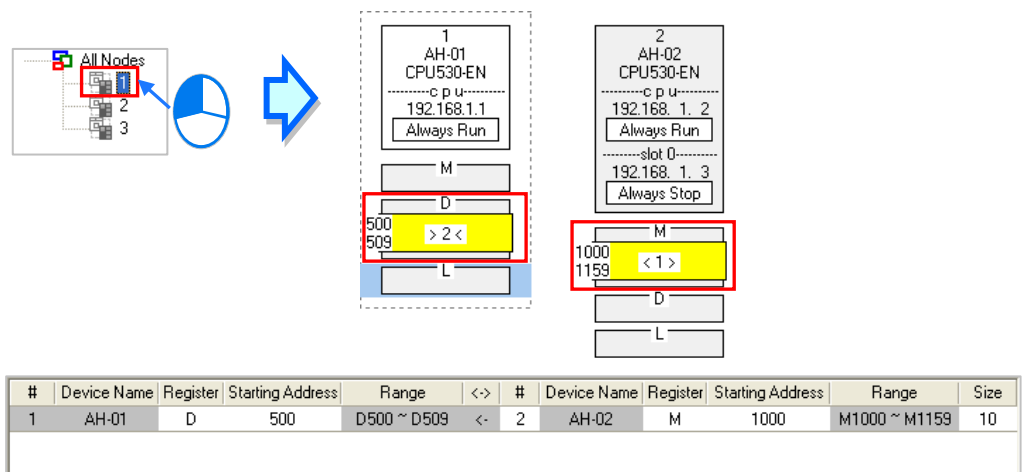 All Nodes
1
2
3
1
AH-01
CPU530-EN
--------c p u--------
192.168.1.1
Always Run
M
D
500
509
> 2 <
L
2
AH-02
CPU530-EN
--------c p u--------
192.168. 1. 2
Always Run
--------slot 0--------
192.168. 1. 3
Always Stop
M
1000
1159
< 1 >
D
L
# Device Name Register Starting Address Range <-> # Device Name Register Starting Address Range Size
1 AH-01 D 500 D500 ~ D509 <- 2 AH-02 M 1000 M1000 ~ M1159 10